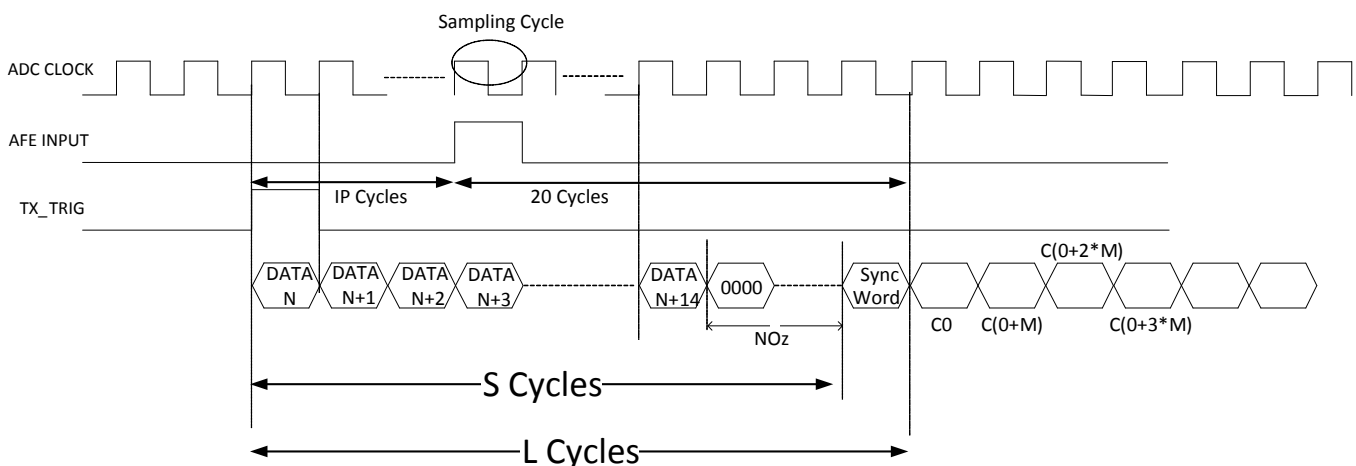 Sampling Cycle
ADC CLOCK
AFE INPUT
IP Cycles
20 Cycles
TX_TRIG
C(0+2*M)
DATA
N
DATA
N+1
DATA
N+2
DATA
N+3
DATA
N+14
0000
Sync
Word
C0
C(0+M)
C(0+3*M)
NOz
S Cycles
L Cycles